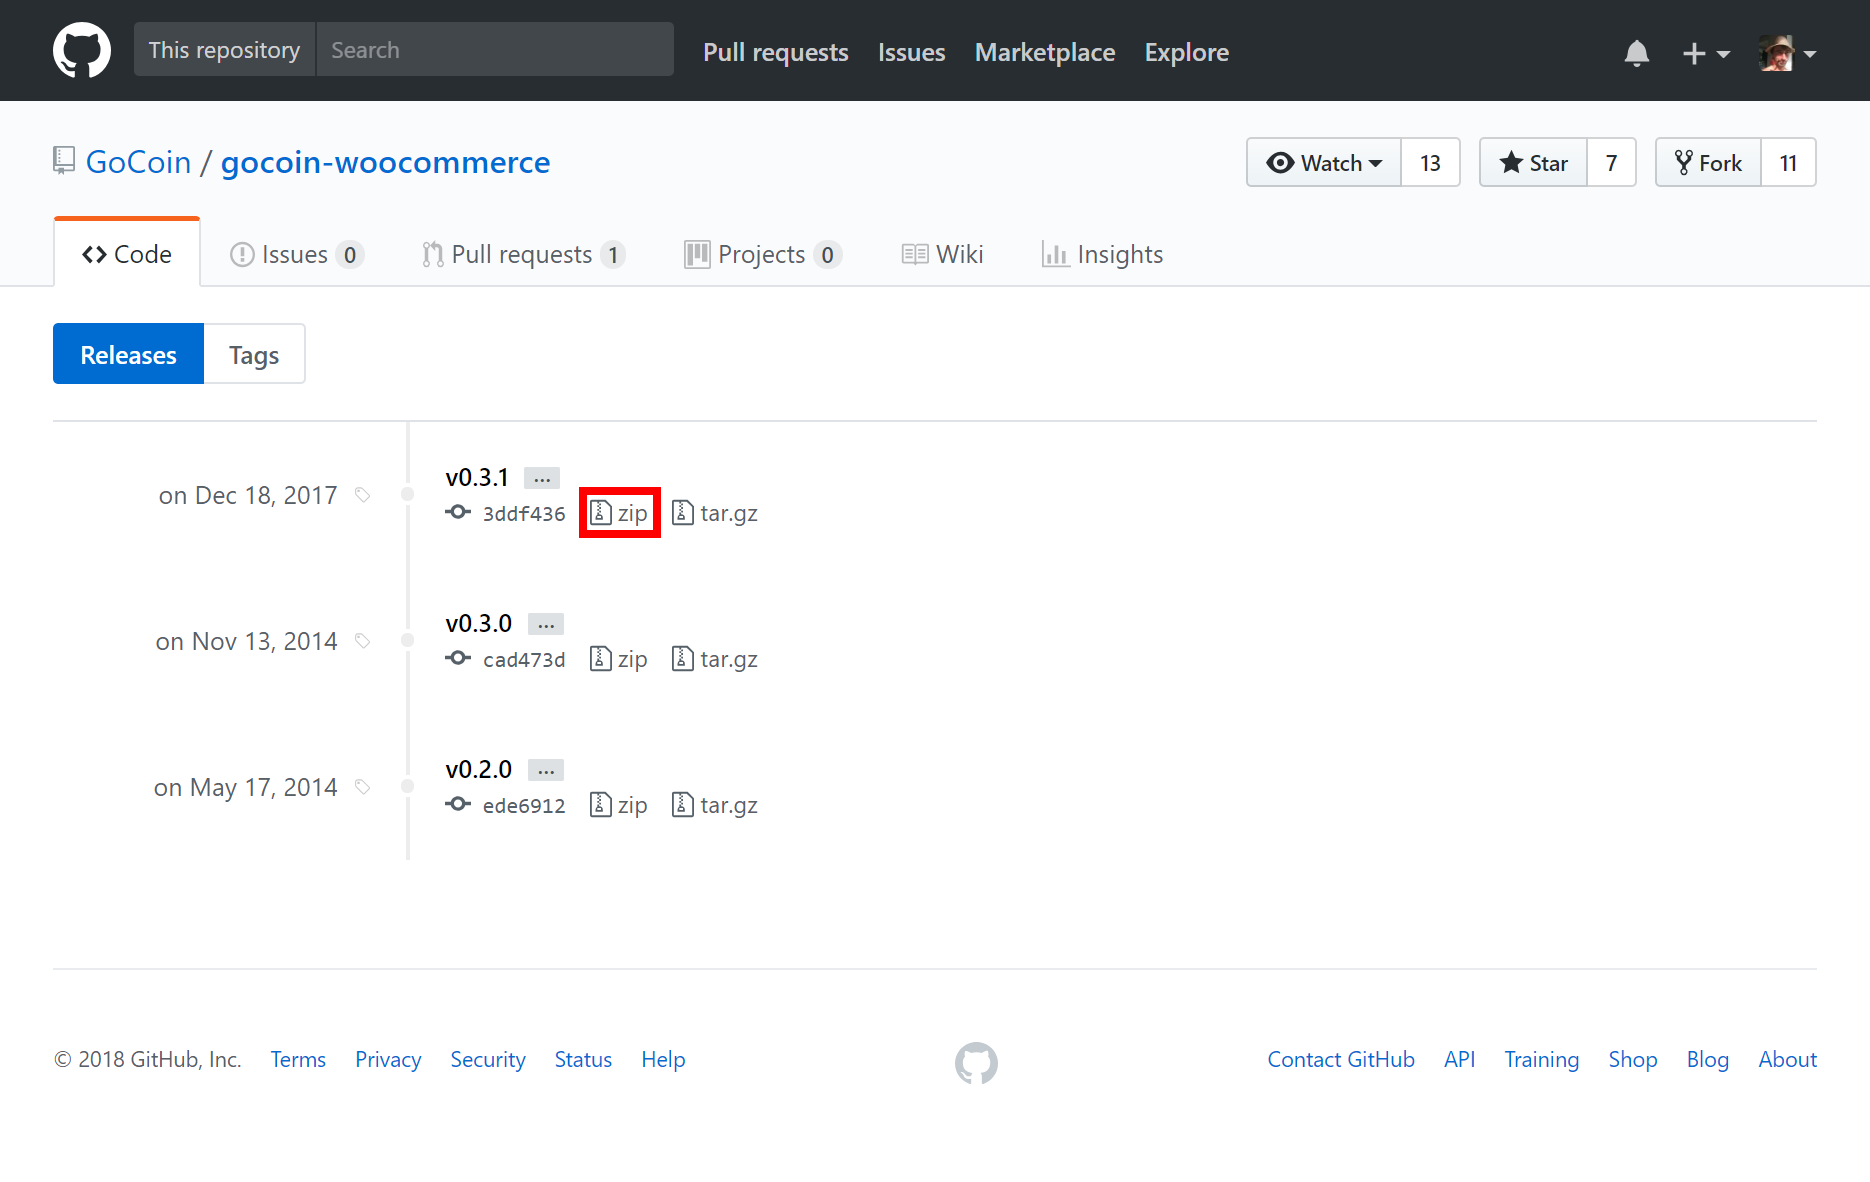 This repository Search Pull requests Issues Marketplace Explore
GoCoin / gocoin-woocommerce Watch 13 Star 7 Fork 11
Code Issues 0 Pull requests 1 Projects 0 Wiki Insights
Releases Tags
v0.3.1 ...
on Dec 18, 2017
3ddf436 zip tar.gz
v0.3.0 ...
on Nov 13, 2014
cad473d zip tar.gz
v0.2.0 ...
on May 17, 2014
ede6912 zip tar.gz
© 2018 GitHub, Inc. Terms Privacy Security Status Help Contact GitHub API Training Shop Blog About